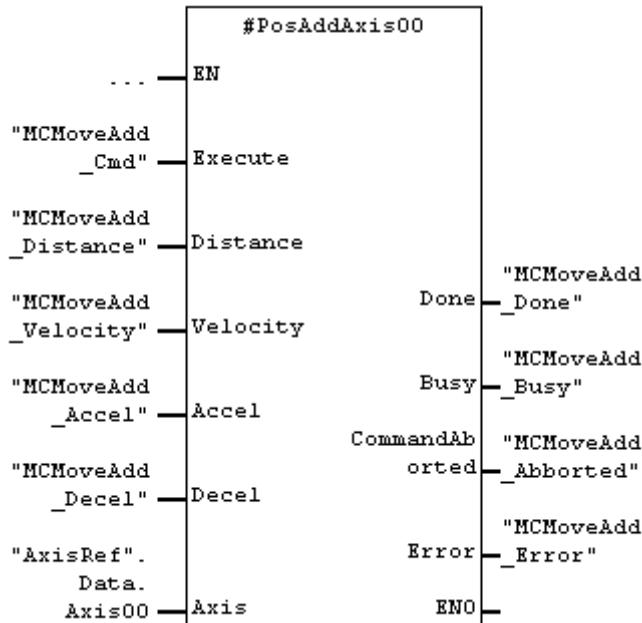 #PosAddAxis00
... EN
"MCMoveAdd
_Cmd" Execute
"MCMoveAdd
_Distance" Distance
"MCMoveAdd
_Velocity" Velocity
"MCMoveAdd
_Accel" Accel
"MCMoveAdd
_Decel" Decel
"AxisRef".
Data.
Axis00 Axis
"MCMoveAdd
Done _Done"
"MCMoveAdd
Busy _Busy"
CommandAb "MCMoveAdd
orted _Abborted"
"MCMoveAdd
Error _Error"
ENO